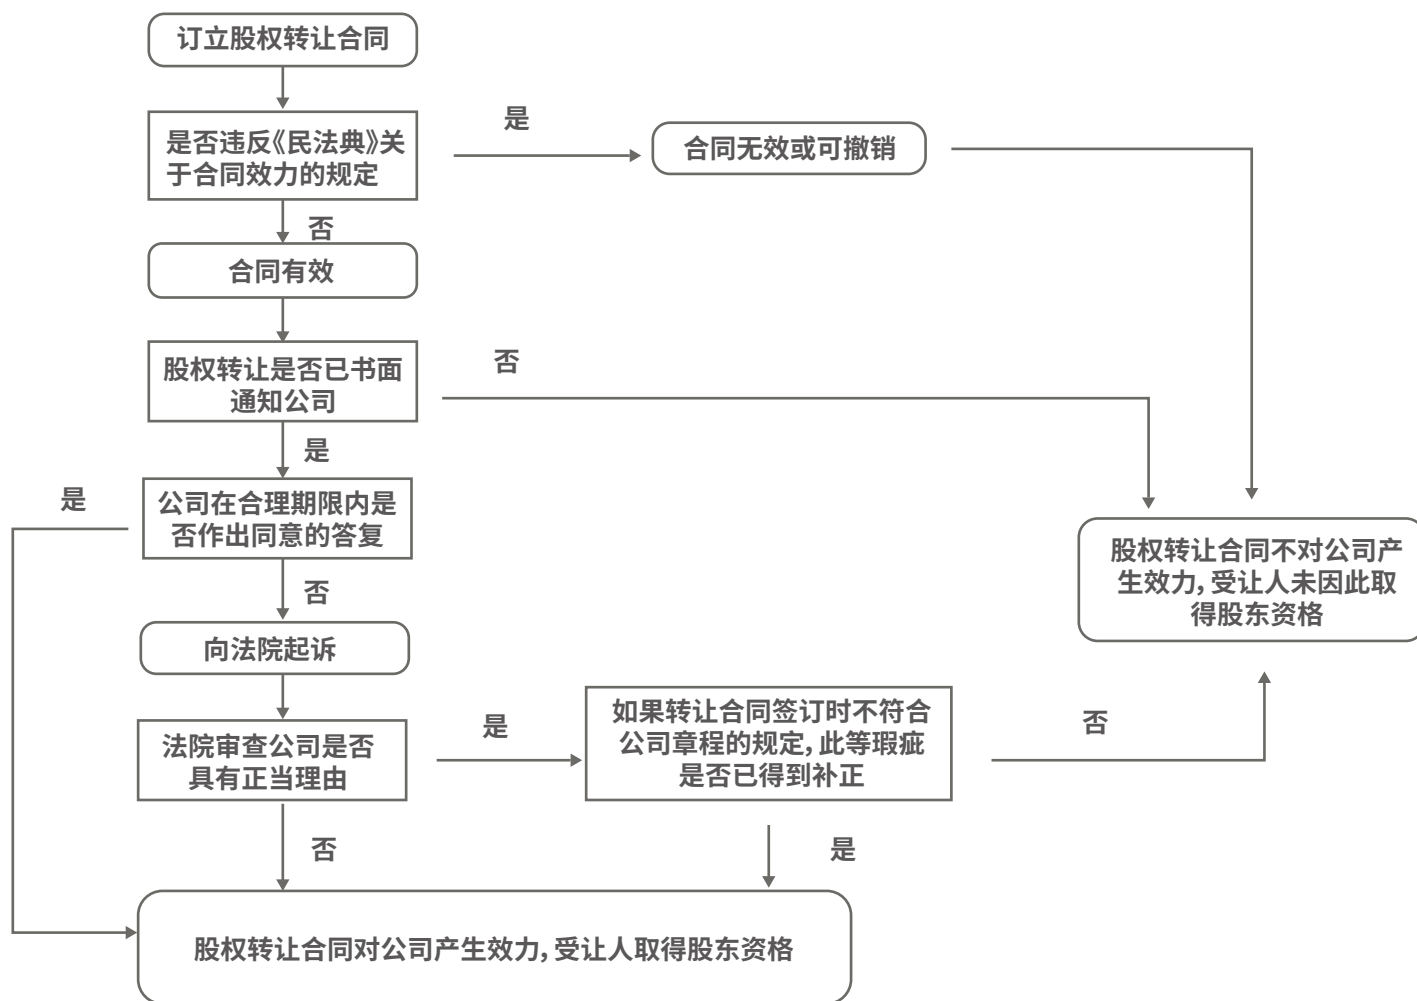 订立股权转让合同
是
是否违反《民法典》关
于合同效力的规定
合同无效或可撤销
否
合同有效
否
股权转让是否已书面
通知公司
是
是
公司在合理期限内是
否作出同意的答复
股权转让合同不对公司产
生效力,受让人未因此取
得股东资格
否
向法院起诉
是
如果转让合同签订时不符合
公司章程的规定,此等瑕疵
是否已得到补正
否
法院审查公司是否
具有正当理由
否
是
股权转让合同对公司产生效力,受让人取得股东资格